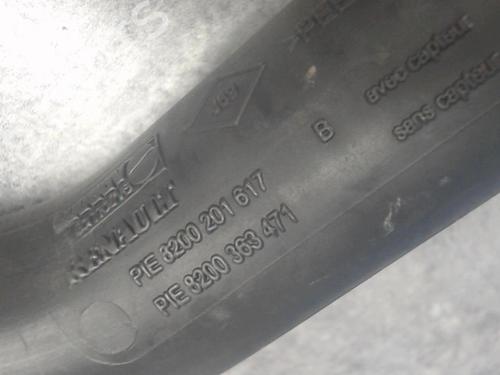 RENAULT
PIE 8200 201 617
PIE 8200 363 471
B
avec capteur
sans capteur